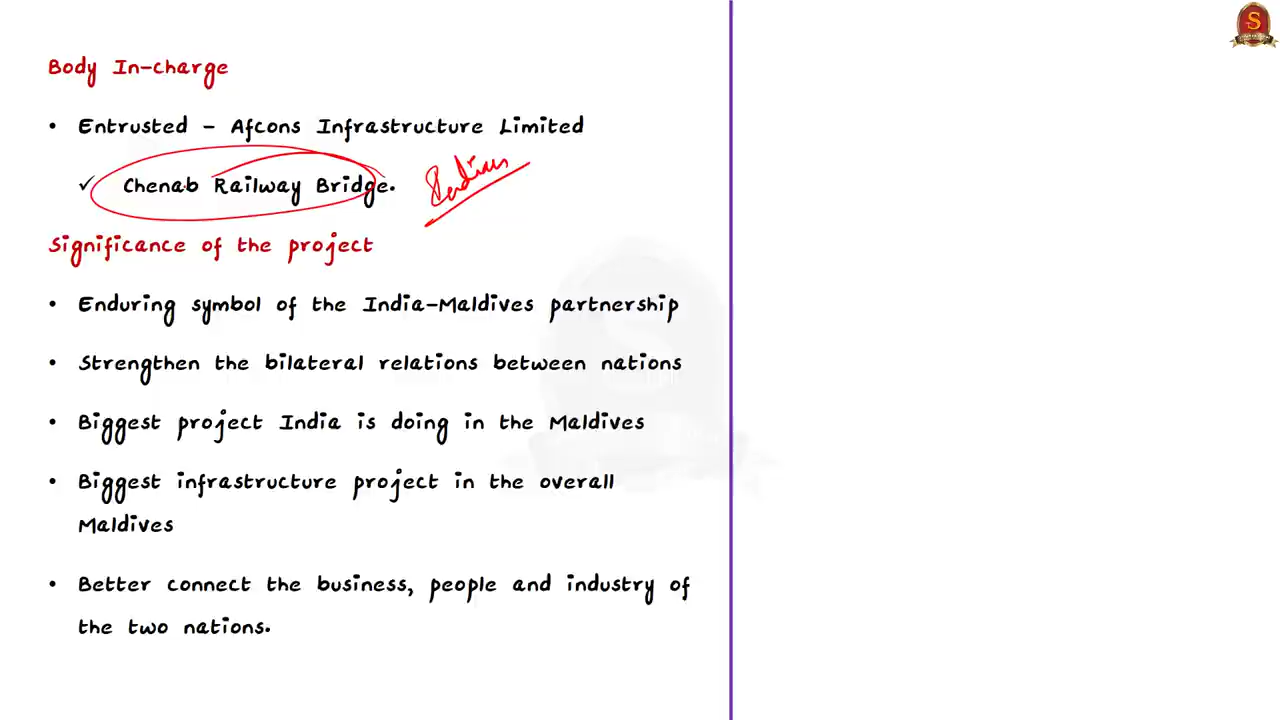 Body In-charge
• Entrusted – Afcons Infrastructure Limited
✓ Chenab Railway Bridge.
Significance of the project
• Enduring symbol of the India-Maldives partnership
• Strengthen the bilateral relations between nations
• Biggest project India is doing in the Maldives
• Biggest infrastructure project in the overall
Maldives
• Better connect the business, people and industry of
the two nations.